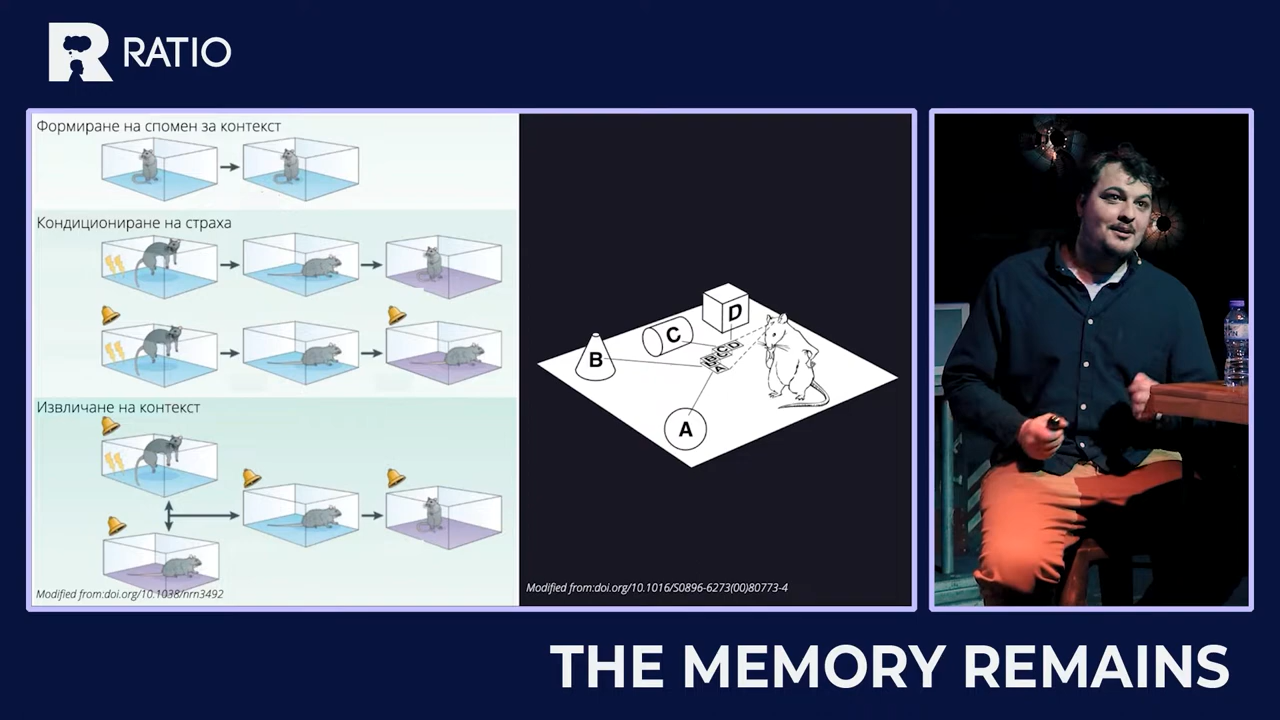 RATIO
Формиране на спомен за контекст
Кондициониране на страха
Извличане на контекст
Modified from:doi.org/10.1038/nrn3492
A
B
C
D
Modified from:doi.org/10.1016/S0896-6273(00)80773-4
THE MEMORY REMAINS